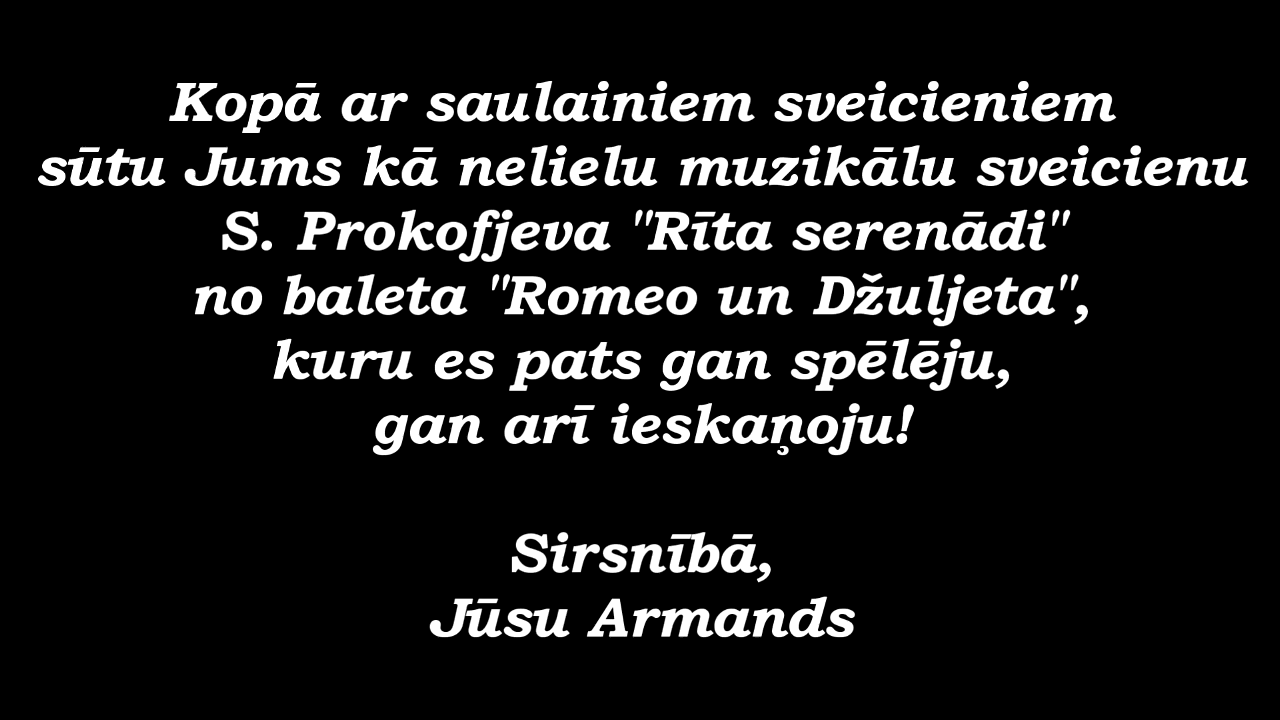 Kopā ar saulainiem sveicieniem
sūtu Jums kā nelielu muzikālu sveicienu
S. Prokofjeva "Rīta serenādi"
no baleta "Romeo un Džuljeta",
kuru es pats gan spēlēju,
gan arī ieskaņoju!
Sirsnībā,
Jūsu Armands